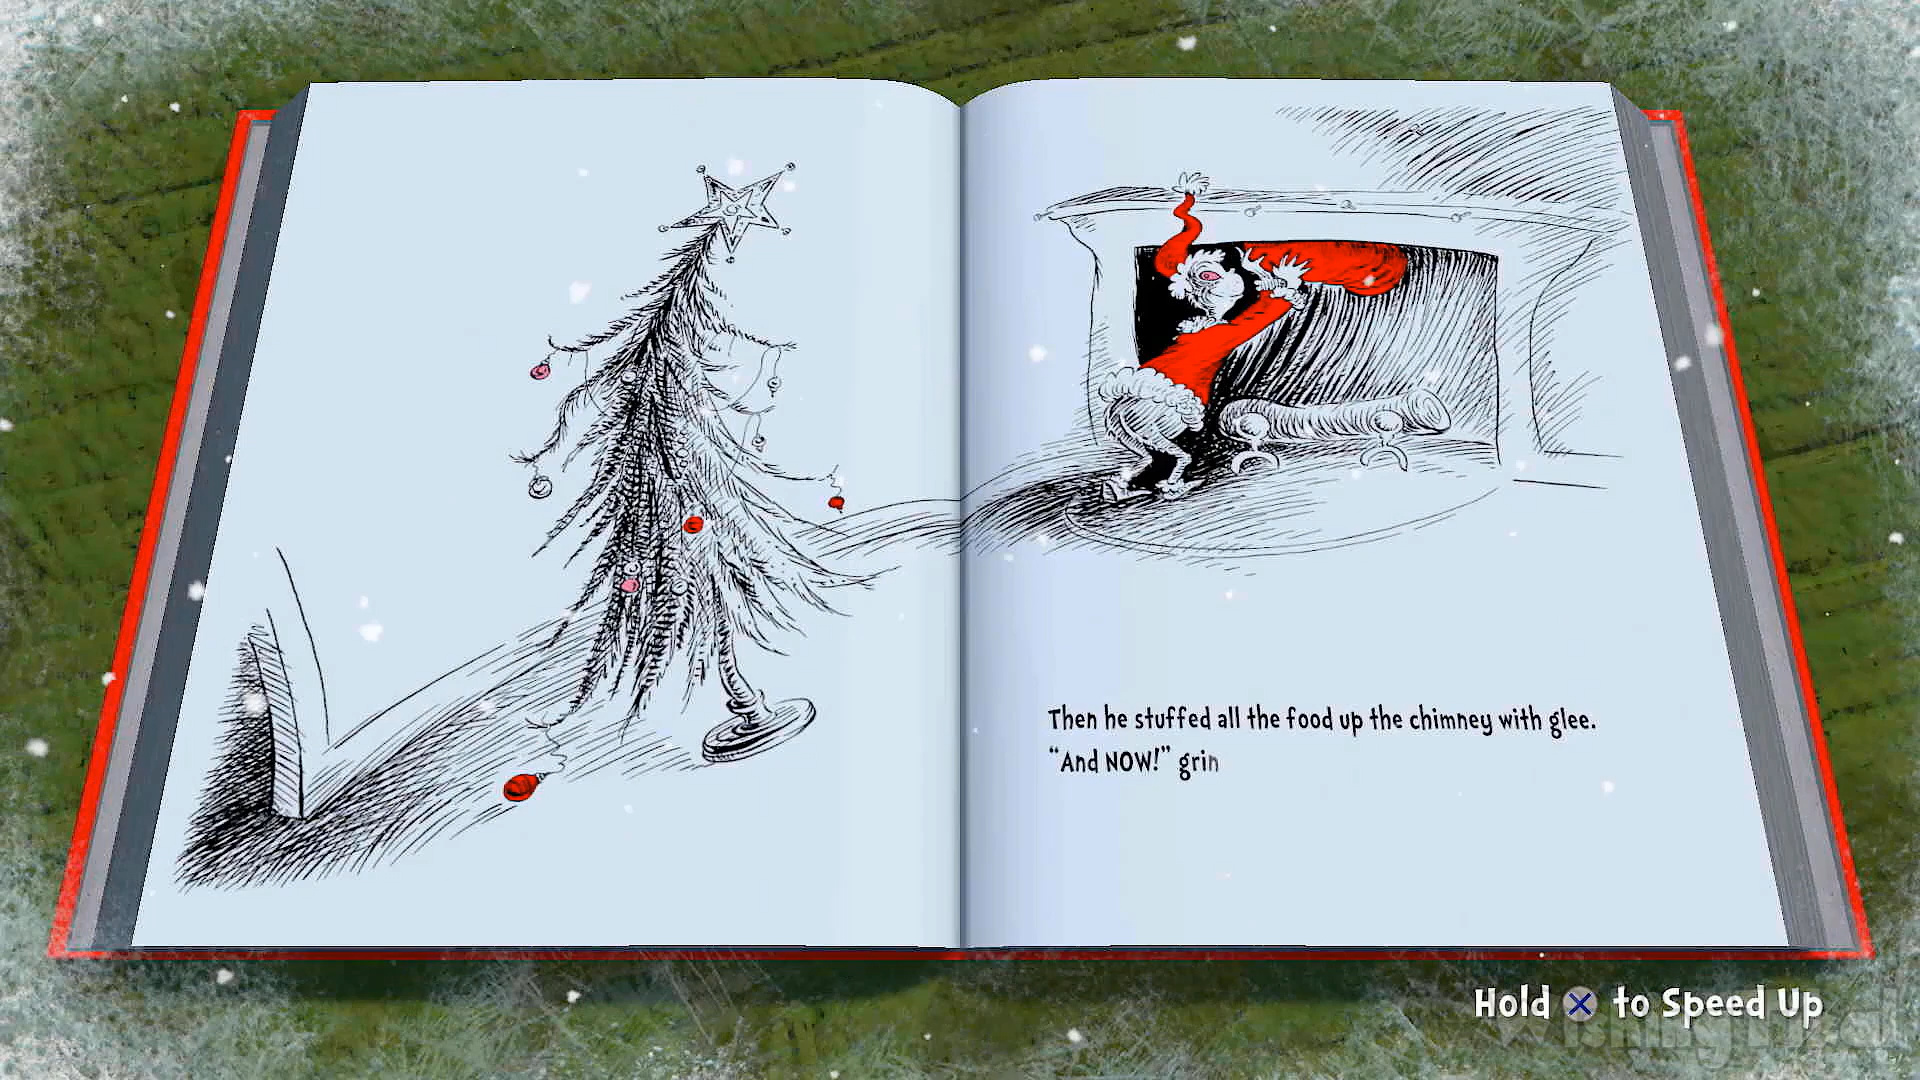 Then he stuffed all the food up the chimney with glee.
“And NOW!” grin
Hold ⓧ to Speed Up